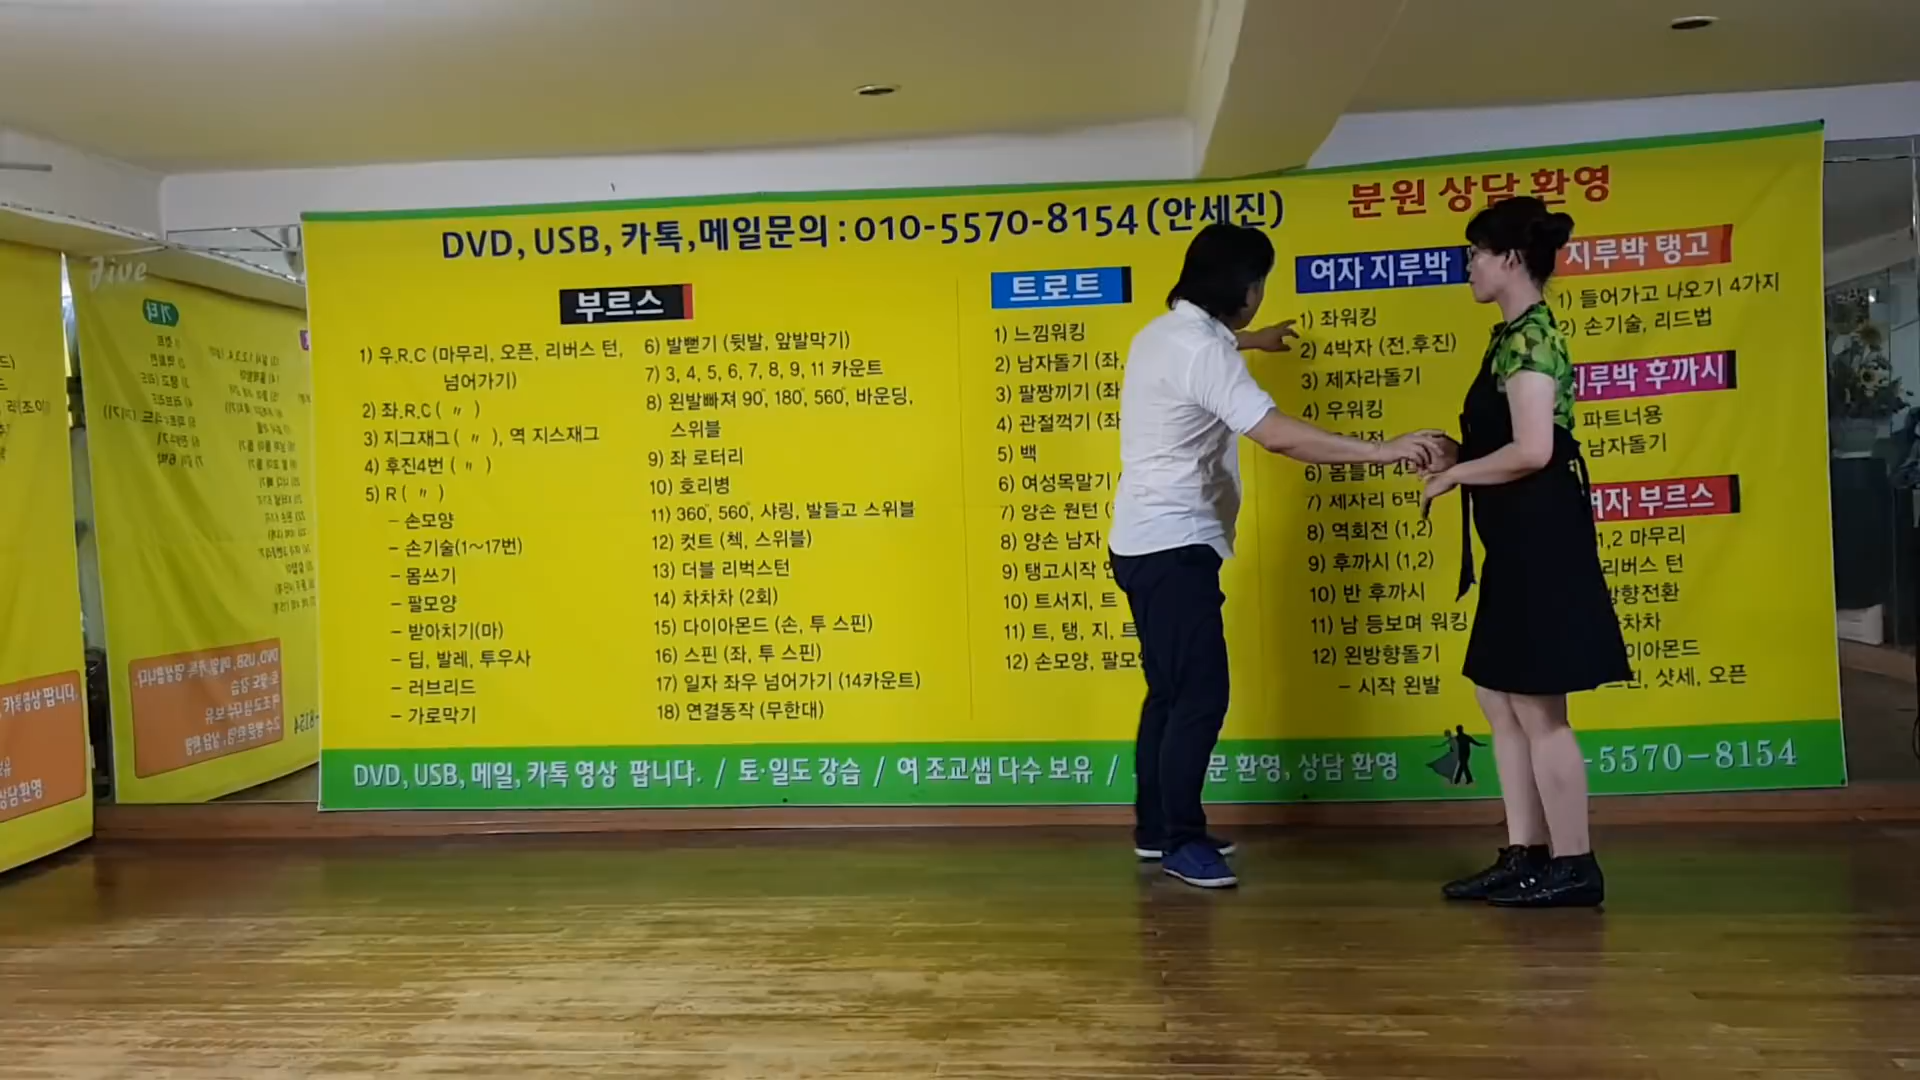 DVD, USB, 카톡,메일문의 : 010-5570-8154 (안세진)
분원 상담 환영
부르스
1) 우.R.C (마무리, 오픈, 리버스 턴,
넘어가기)
2) 좌.R.C ( 〃 )
3) 지그재그 ( 〃 ), 역 지스재그
4) 후진4번 ( 〃 )
5) R ( 〃 )
– 손모양
– 손기술(1~17번)
– 몸쓰기
– 팔모양
– 받아치기(마)
– 딥, 발레, 투우사
– 러브리드
– 가로막기
6) 발뻗기 (뒷발, 앞발막기)
7) 3, 4, 5, 6, 7, 8, 9, 11 카운트
8) 왼발빠져 90°, 180°, 560°, 바운딩,
스위블
9) 좌 로터리
10) 호리병
11) 360°, 560°, 샤링, 발들고 스위블
12) 컷트 (첵, 스위블)
13) 더블 리벅스턴
14) 차차차 (2회)
15) 다이아몬드 (손, 투 스핀)
16) 스핀 (좌, 투 스핀)
17) 일자 좌우 넘어가기 (14카운트)
18) 연결동작 (무한대)
트로트
1) 느낌워킹
2) 남자돌기 (좌,
3) 팔짱끼기 (좌
4) 관절꺽기 (좌
5) 백
6) 여성목말기
7) 양손 원턴
8) 양손 남자
9) 탱고시작
10) 트서지, 트
11) 트, 탱, 지,
12) 손모양, 팔모
여자 지루박
1) 좌워킹
2) 4박자 (전.후진)
3) 제자라돌기
4) 우워킹
6) 몸틀며
7) 세자리 6박
8) 역회전 (1,2)
9) 후까시 (1,2)
10) 반 후까시
11) 남 등보며 워킹
12) 왼방향돌기
– 시작 왼발
지루박 탱고
1) 들어가고 나오기 4가지
2) 손기술, 리드법
지루박 후까시
파트너용
남자돌기
여자 부르스
1,2 마무리
리버스 턴
방향전환
차차
이아몬드
핀, 샷세, 오픈
DVD, USB, 메일, 카톡 영상 팝니다. / 토·일도 강습 / 여 조교샘 다수 보유 / 문 환영, 상담 환영 -5570-8154
Jive